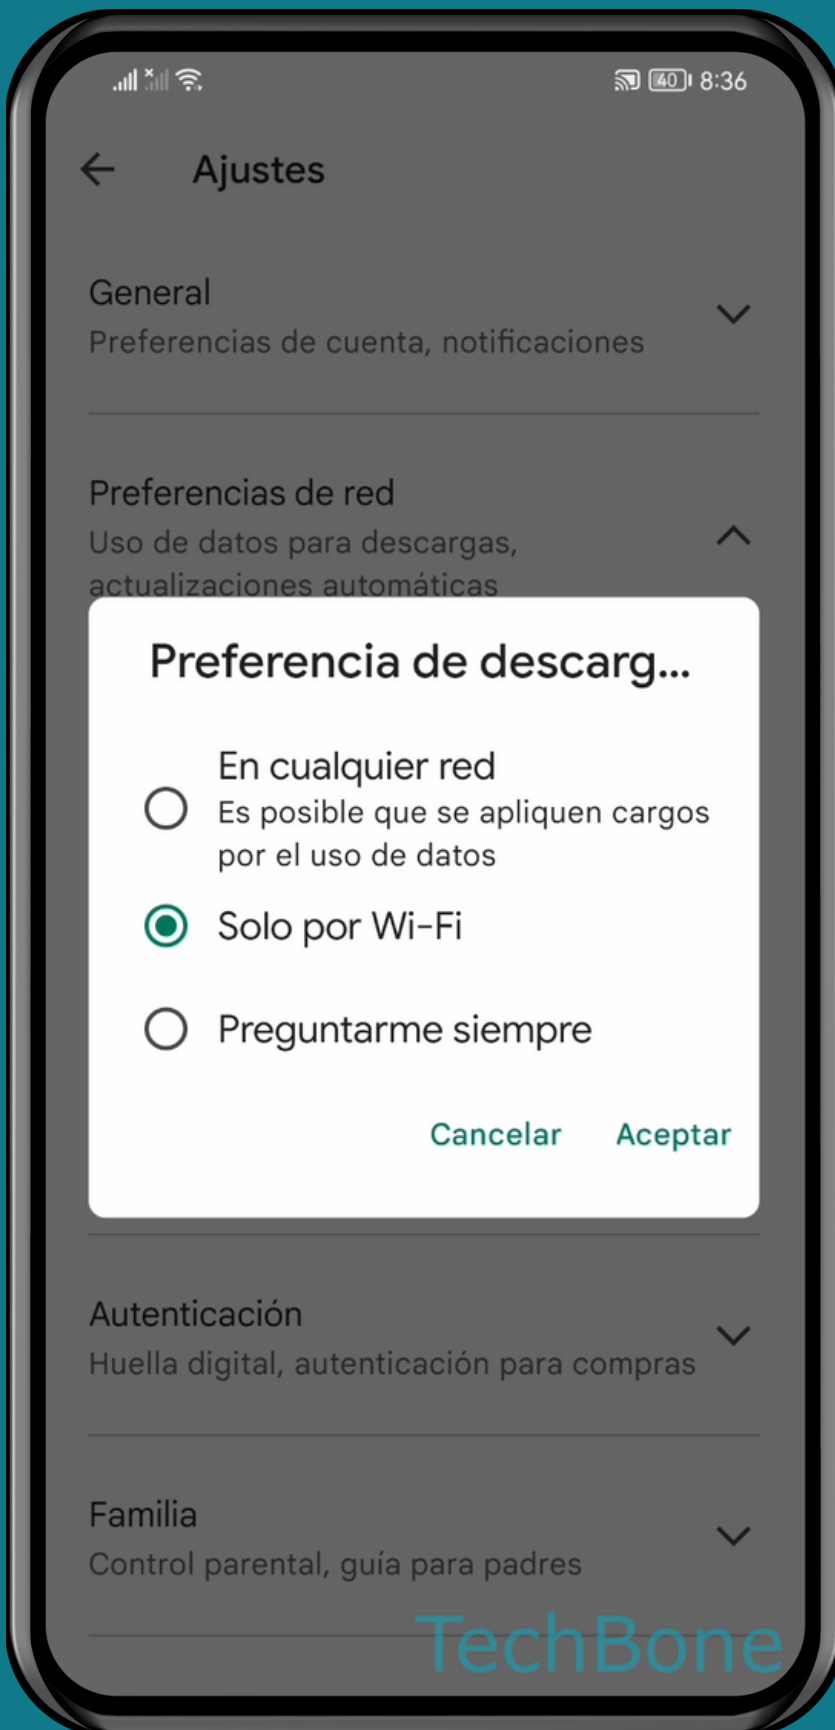 40 8:36
Ajustes
General
Preferencias de cuenta, notificaciones
Preferencias de red
Uso de datos para descargas,
actualizaciones automáticas
Preferencia de descarg...
En cualquier red
Es posible que se apliquen cargos
por el uso de datos
Solo por Wi-Fi
Preguntarme siempre
Cancelar Aceptar
Autenticación
Huella digital, autenticación para compras
Familia
Control parental, guía para padres
TechBone